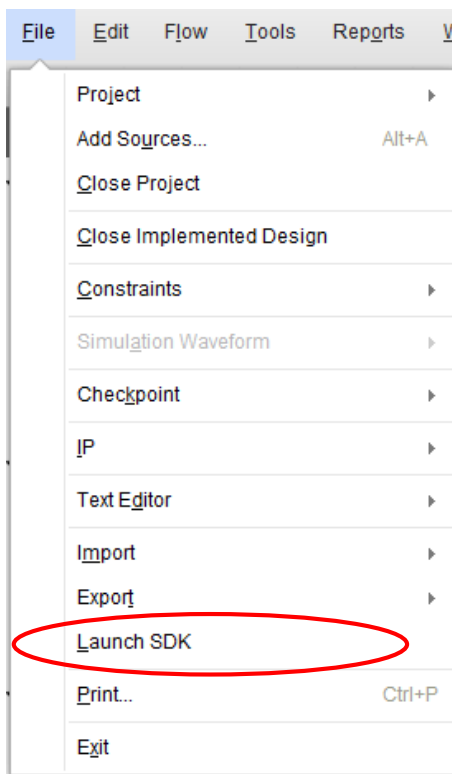 File Edit Flow Tools Reports
Project
Add Sources... Alt+A
Close Project
Close Implemented Design
Constraints
Simulation Waveform
Checkpoint
IP
Text Editor
Import
Export
Launch SDK
Print... Ctrl+P
Exit